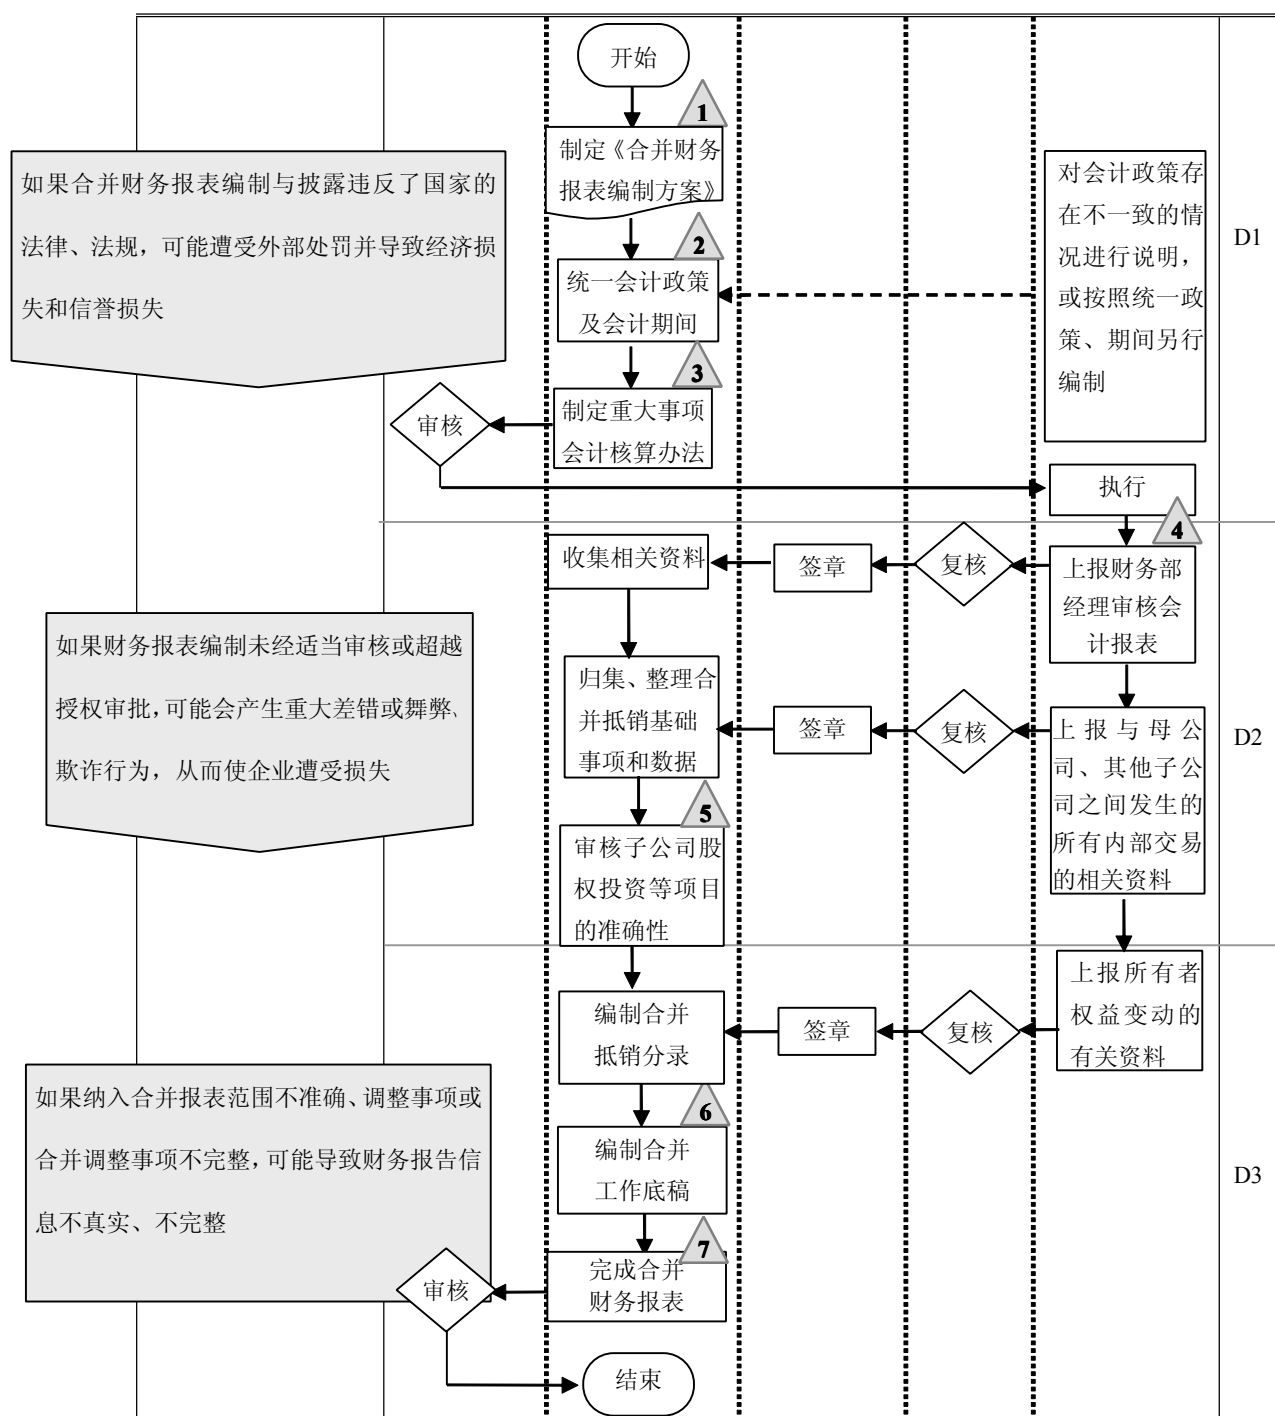 开始
1
制定《合并财务
报表编制方案》
如果合并财务报表编制与披露违反了国家的
法律、法规，可能遭受外部处罚并导致经济损
失和信誉损失
2
统一会计政策
及会计期间
对会计政策存
在不一致的情
况进行说明，
或按照统一政
策、期间另行
编制
D1
3
制定重大事项
会计核算办法
审核
执行
4
上报财务部
经理审核会
计报表
复核
签章
收集相关资料
如果财务报表编制未经适当审核或超越
授权审批，可能会产生重大差错或舞弊、
欺诈行为，从而使企业遭受损失
归集、整理合
并抵销基础
事项和数据
签章
复核
上报与母公
司、其他子公
司之间发生的
所有内部交易
的相关资料
D2
5
审核子公司股
权投资等项目
的准确性
上报所有者
权益变动的
有关资料
复核
签章
编制合并
抵销分录
如果纳入合并报表范围不准确、调整事项或
合并调整事项不完整，可能导致财务报告信
息不真实、不完整
6
编制合并
工作底稿
D3
7
完成合并
财务报表
审核
结束